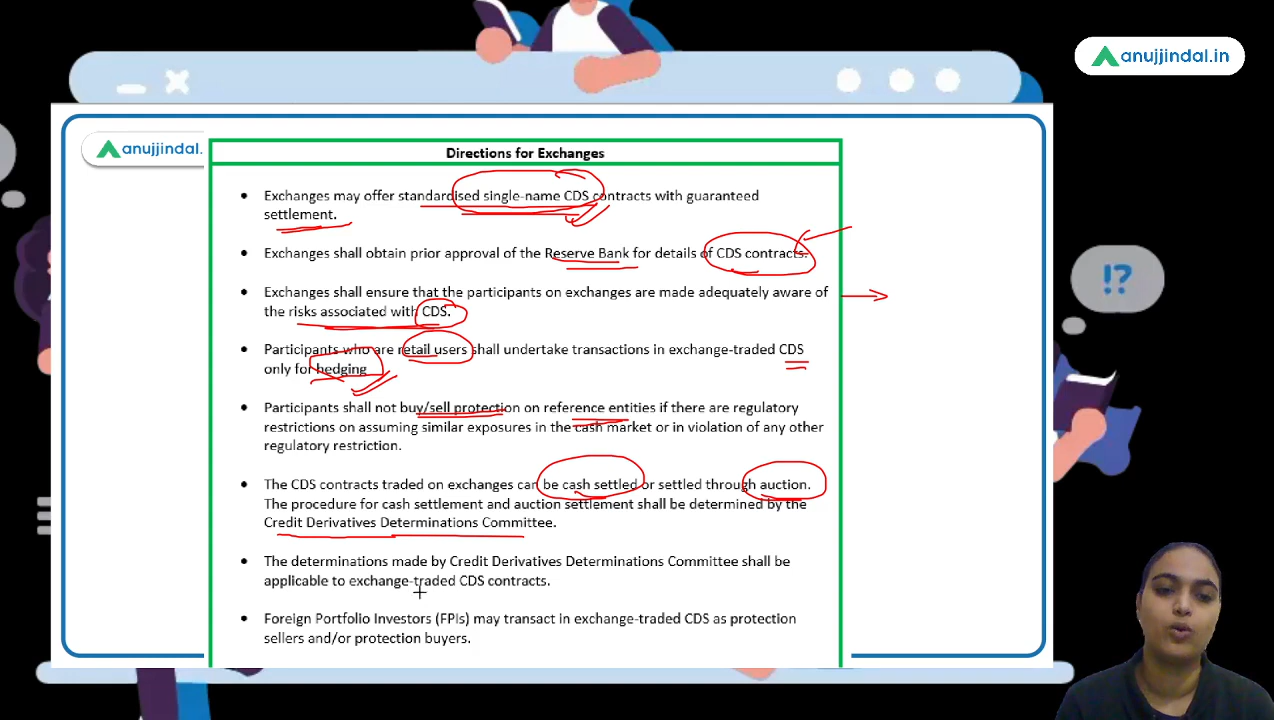 anujjindal.in
anujjindal.
Directions for Exchanges
• Exchanges may offer standardised single-name CDS contracts with guaranteed
settlement.
• Exchanges shall obtain prior approval of the Reserve Bank for details of CDS contracts.
• Exchanges shall ensure that the participants on exchanges are made adequately aware of
the risks associated with CDS.
• Participants who are retail users shall undertake transactions in exchange-traded CDS
only for hedging
• Participants shall not buy/sell protection on reference entities if there are regulatory
restrictions on assuming similar exposures in the cash market or in violation of any other
regulatory restriction.
• The CDS contracts traded on exchanges can be cash settled or settled through auction.
The procedure for cash settlement and auction settlement shall be determined by the
Credit Derivatives Determinations Committee.
• The determinations made by Credit Derivatives Determinations Committee shall be
applicable to exchange-traded CDS contracts.
• Foreign Portfolio Investors (FPIs) may transact in exchange-traded CDS as protection
sellers and/or protection buyers.
!?